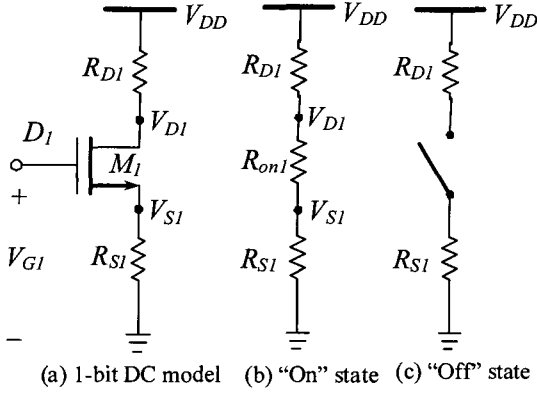 V_DD V_DD V_DD
R_D1 R_D1 R_D1
V_D1 V_D1
D_1
M_1 R_on1
+
V_S1 V_S1
V_G1 R_S1 R_S1 R_S1
−
(a) 1-bit DC model (b) "On" state (c) "Off" state